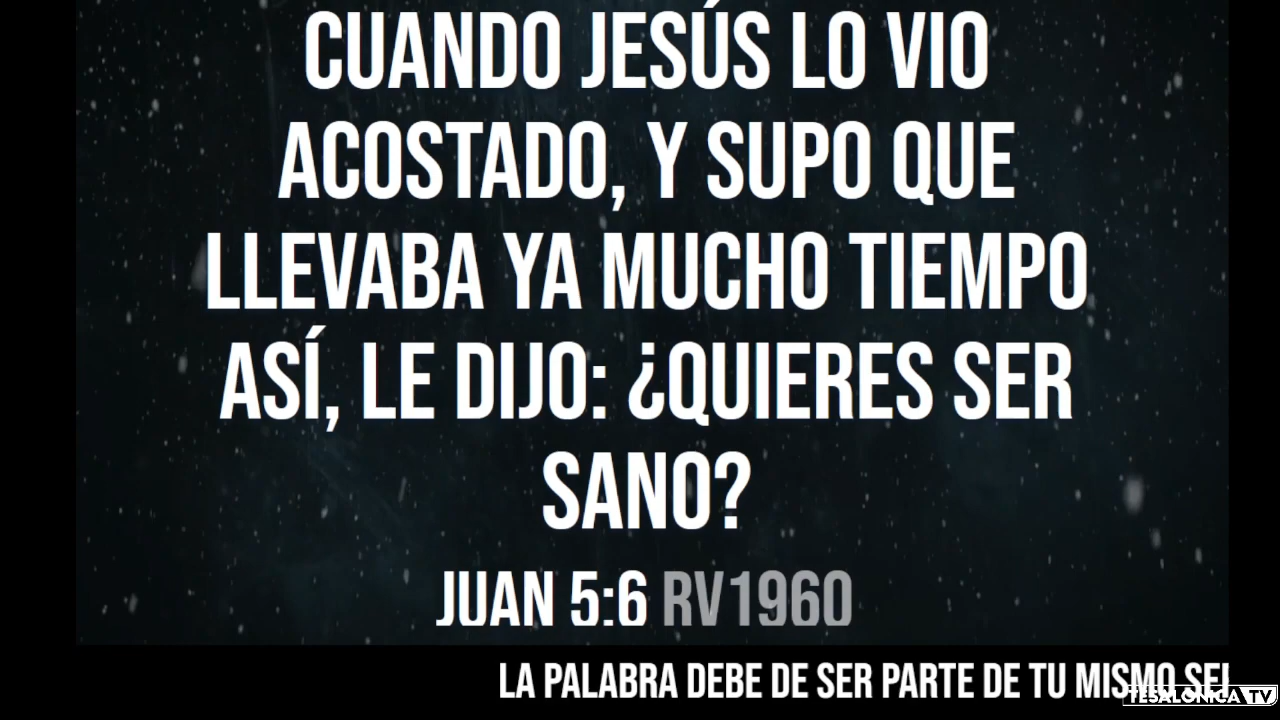 CUANDO JESÚS LO VIO
ACOSTADO, Y SUPO QUE
LLEVABA YA MUCHO TIEMPO
ASÍ, LE DIJO: ¿QUIERES SER
SANO?
JUAN 5:6 RV1960
LA PALABRA DEBE DE SER PARTE DE TU MISMO
TESALONICA TV